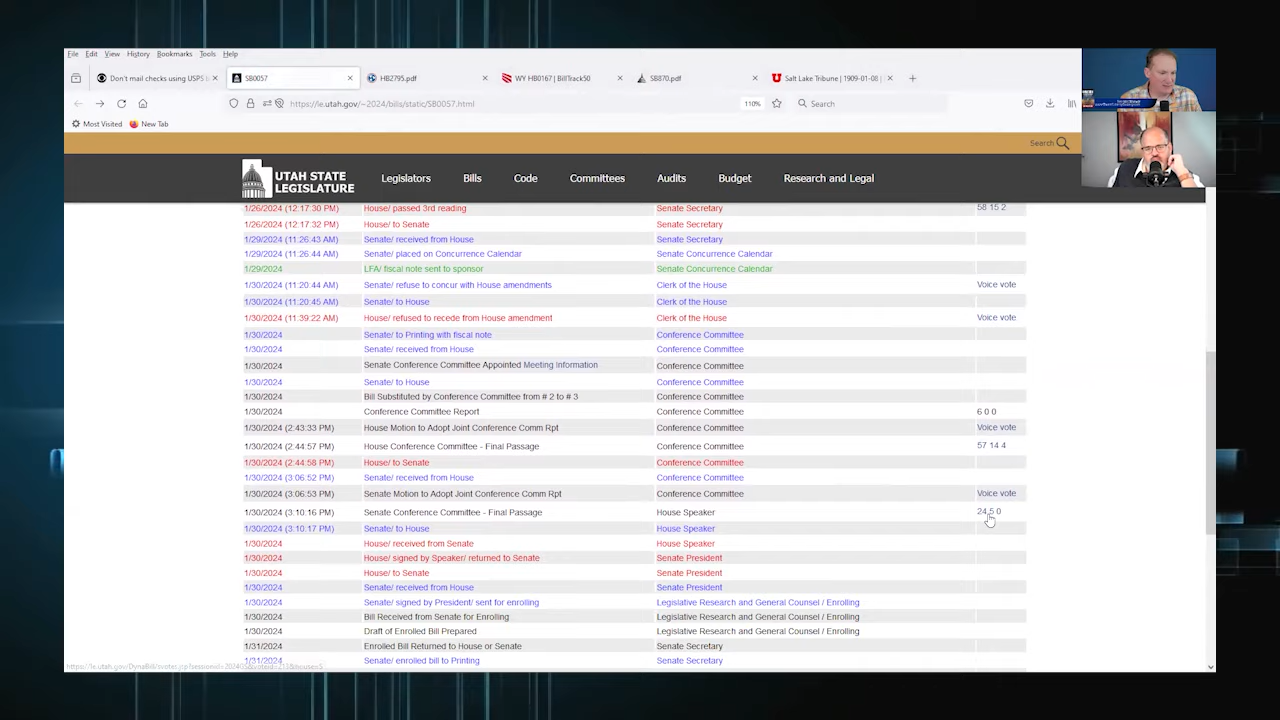 File Edit View History Bookmarks Tools Help
Don't mail checks using USPS
SB0057
HB2795.pdf
WY HB0167 | BillTrack50
SB870.pdf
Salt Lake Tribune | 1909-01-08 |
https://le.utah.gov/~2024/bills/static/SB0057.html
110%
Search
Most Visited New Tab
Search
UTAH STATE
LEGISLATURE
Legislators Bills Code Committees Audits Budget Research and Legal
1/26/2024 (12:17:30 PM) House/ passed 3rd reading Senate Secretary 58 15 2
1/26/2024 (12:17:32 PM) House/ to Senate Senate Secretary
1/29/2024 (11:26:43 AM) Senate/ received from House Senate Secretary
1/29/2024 (11:26:44 AM) Senate/ placed on Concurrence Calendar Senate Concurrence Calendar
1/29/2024 LFA/ fiscal note sent to sponsor Senate Concurrence Calendar
1/30/2024 (11:20:44 AM) Senate/ refuse to concur with House amendments Clerk of the House Voice vote
1/30/2024 (11:20:45 AM) Senate/ to House Clerk of the House
1/30/2024 (11:39:22 AM) House/ refused to recede from House amendment Clerk of the House Voice vote
1/30/2024 Senate/ to Printing with fiscal note Conference Committee
1/30/2024 Senate/ received from House Conference Committee
1/30/2024 Senate Conference Committee Appointed Meeting Information Conference Committee
1/30/2024 Senate/ to House Conference Committee
1/30/2024 Bill Substituted by Conference Committee from # 2 to # 3 Conference Committee
1/30/2024 Conference Committee Report Conference Committee 6 0 0
1/30/2024 (2:43:33 PM) House Motion to Adopt Joint Conference Comm Rpt Conference Committee Voice vote
1/30/2024 (2:44:57 PM) House Conference Committee - Final Passage Conference Committee 57 14 4
1/30/2024 (2:44:58 PM) House/ to Senate Conference Committee
1/30/2024 (3:06:52 PM) Senate/ received from House Conference Committee
1/30/2024 (3:06:53 PM) Senate Motion to Adopt Joint Conference Comm Rpt Conference Committee Voice vote
1/30/2024 (3:10:16 PM) Senate Conference Committee - Final Passage House Speaker 24 5 0
1/30/2024 (3:10:17 PM) Senate/ to House House Speaker
1/30/2024 House/ received from Senate House Speaker
1/30/2024 House/ signed by Speaker/ returned to Senate Senate President
1/30/2024 House/ to Senate Senate President
1/30/2024 Senate/ received from House Senate President
1/30/2024 Senate/ signed by President/ sent for enrolling Legislative Research and General Counsel / Enrolling
1/30/2024 Bill Received from Senate for Enrolling Legislative Research and General Counsel / Enrolling
1/30/2024 Draft of Enrolled Bill Prepared Legislative Research and General Counsel / Enrolling
1/31/2024 Enrolled Bill Returned to House or Senate Senate Secretary
1/31/2024 Senate/ enrolled bill to Printing Senate Secretary